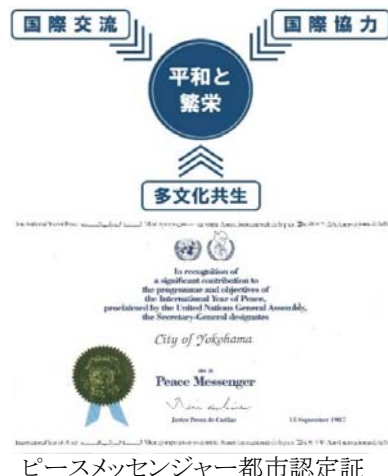 国際交流
国際協力
平和と
繁栄
多文化共生
In recognition of
a significant contribution to
the programme and objectives of
the International Year of Peace,
proclaimed by the United Nations General Assembly,
the Secretary-General designates
City of Yokohama
as a
Peace Messenger
Javier Pérez de Cuéllar
15 September 1987
ピースメッセンジャー都市認定証